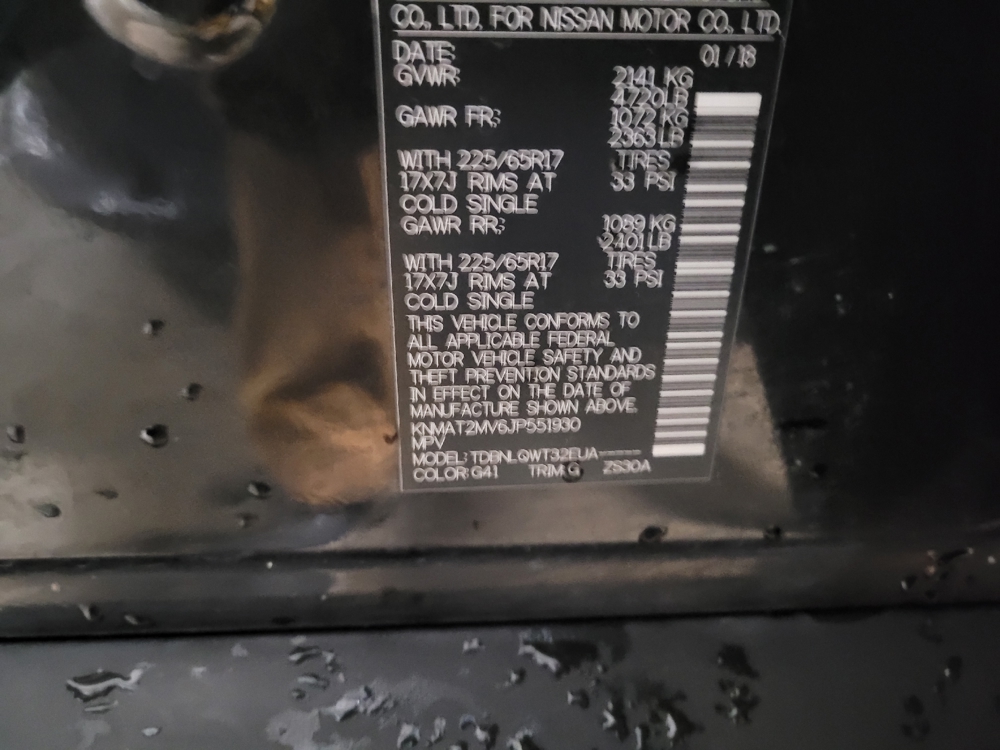 CO., LTD. FOR NISSAN MOTOR CO., LTD.
DATE: 01/18
GVWR: 2141 KG
4720LB
GAWR FR: 1072 KG
2363LB
WITH 225/65R17 TIRES
17X7J RIMS AT 33 PSI
COLD SINGLE
GAWR RR: 1089 KG
2401LB
WITH 225/65R17 TIRES
17X7J RIMS AT 33 PSI
COLD SINGLE
THIS VEHICLE CONFORMS TO
ALL APPLICABLE FEDERAL
MOTOR VEHICLE SAFETY AND
THEFT PREVENTION STANDARDS
IN EFFECT ON THE DATE OF
MANUFACTURE SHOWN ABOVE.
KNMAT2MV6JP551930
MPV
MODEL: TDBNLQWT32EUA-----
COLOR: G41 TRIM: G ZS30A